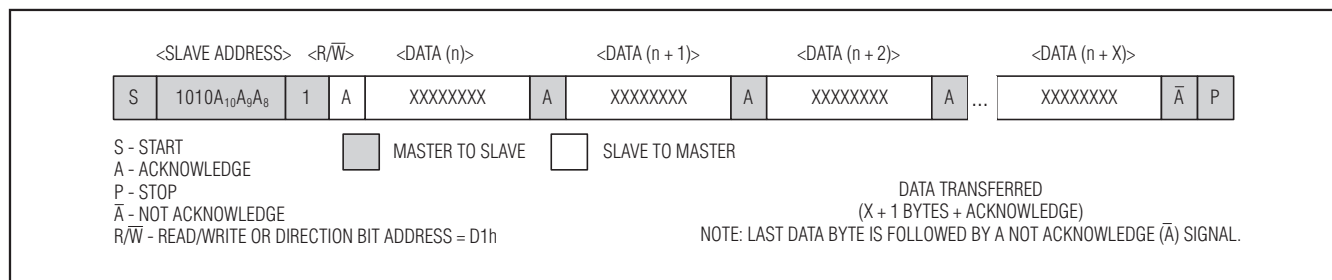 <SLAVE ADDRESS> <R/W̅> <DATA (n)> <DATA (n + 1)> <DATA (n + 2)> <DATA (n + X)>
S 1010A₁₀A₉A₈ 1 A XXXXXXXX A XXXXXXXX A XXXXXXXX A ... XXXXXXXX A̅ P
S - START
A - ACKNOWLEDGE
P - STOP
A̅ - NOT ACKNOWLEDGE
R/W̅ - READ/WRITE OR DIRECTION BIT ADDRESS = D1h
MASTER TO SLAVE SLAVE TO MASTER
DATA TRANSFERRED
(X + 1 BYTES + ACKNOWLEDGE)
NOTE: LAST DATA BYTE IS FOLLOWED BY A NOT ACKNOWLEDGE (A̅) SIGNAL.